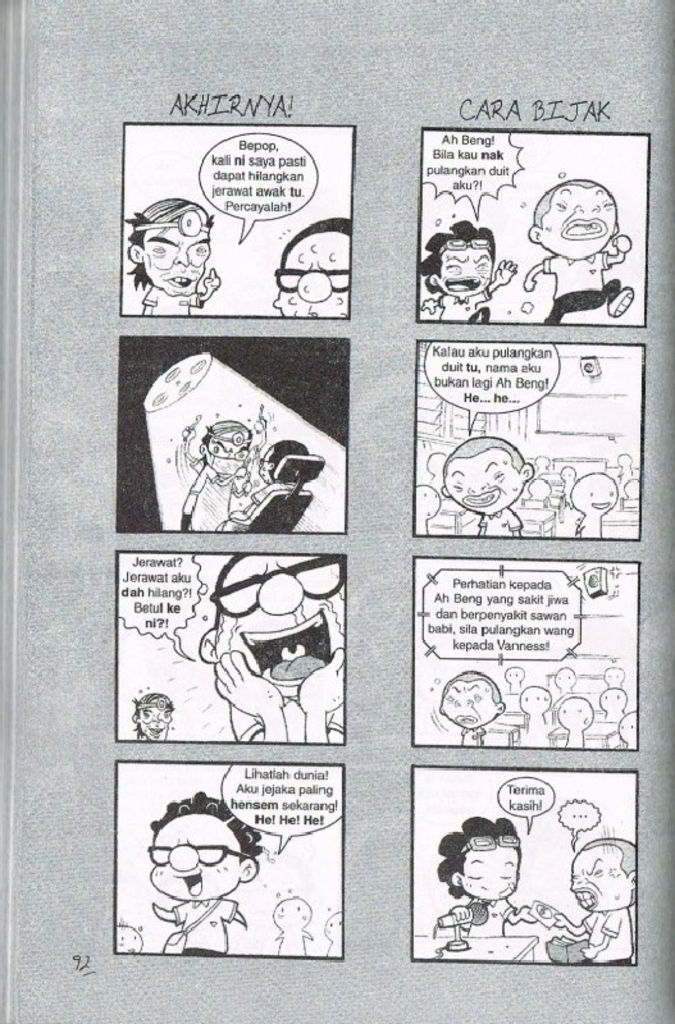 AKHIRNYA!
Bepop,
kali ni saya pasti
dapat hilangkan
jerawat awak tu.
Percayalah!
Jerawat?
Jerawat aku
dah hilang?!
Betul ke
ni?!
Lihatlah dunia!
Aku jejaka paling
hensem sekarang!
He! He! He!
CARA BIJAK
Ah Beng!
Bila kau nak
pulangkan duit
aku?!
Kalau aku pulangkan
duit tu, nama aku
bukan lagi Ah Beng!
He... he...
Perhatian kepada
Ah Beng yang sakit jiwa
dan berpenyakit sawan
babi, sila pulangkan wang
kepada Vanness!!
Terima
kasih!
...
92